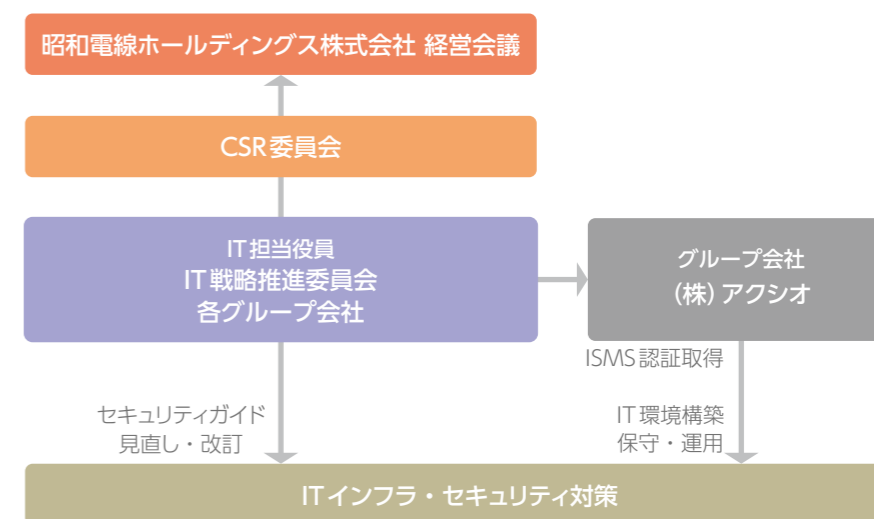 昭和電線ホールディングス株式会社 経営会議
CSR委員会
IT担当役員
IT戦略推進委員会
各グループ会社
グループ会社
(株)アクシオ
ISMS認証取得
セキュリティガイド
見直し・改訂
IT環境構築
保守・運用
ITインフラ・セキュリティ対策